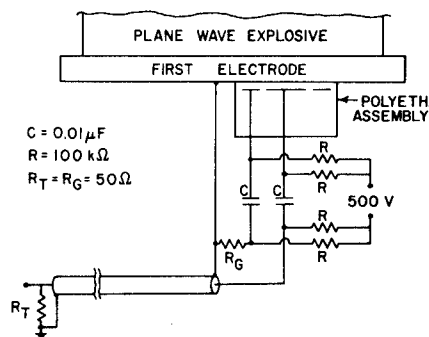 PLANE WAVE EXPLOSIVE
FIRST ELECTRODE
POLYETH
ASSEMBLY
C = 0.01 μF
R = 100 kΩ
R_T = R_G = 50Ω
R
R
C
C
500 V
R
R
R_G
R_T